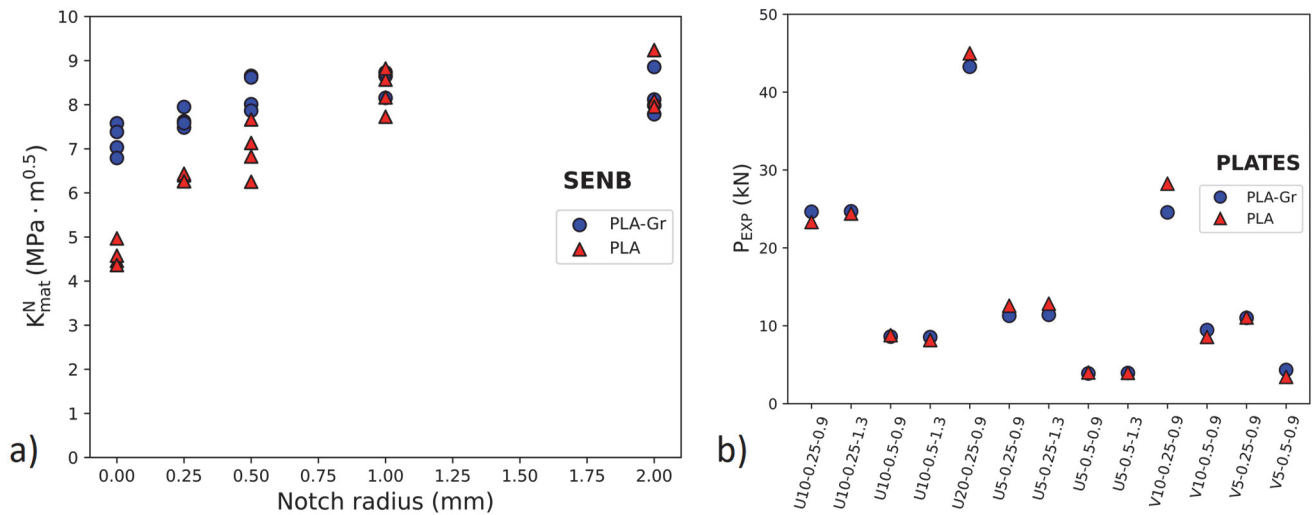 10
9
8
7
6
5
4
3
2
1
0
K^N_mat (MPa · m^0.5)
SENB
PLA-Gr
PLA
a)
0.00 0.25 0.50 0.75 1.00 1.25 1.50 1.75 2.00
Notch radius (mm)
50
40
30
20
10
0
P_EXP (kN)
PLATES
PLA-Gr
PLA
b)
U10-0.25-0.9
U10-0.25-1.3
U10-0.5-0.9
U10-0.5-1.3
U20-0.25-0.9
U5-0.25-0.9
U5-0.25-1.3
U5-0.5-0.9
U5-0.5-1.3
V10-0.25-0.9
V10-0.5-0.9
V5-0.25-0.9
V5-0.5-0.9